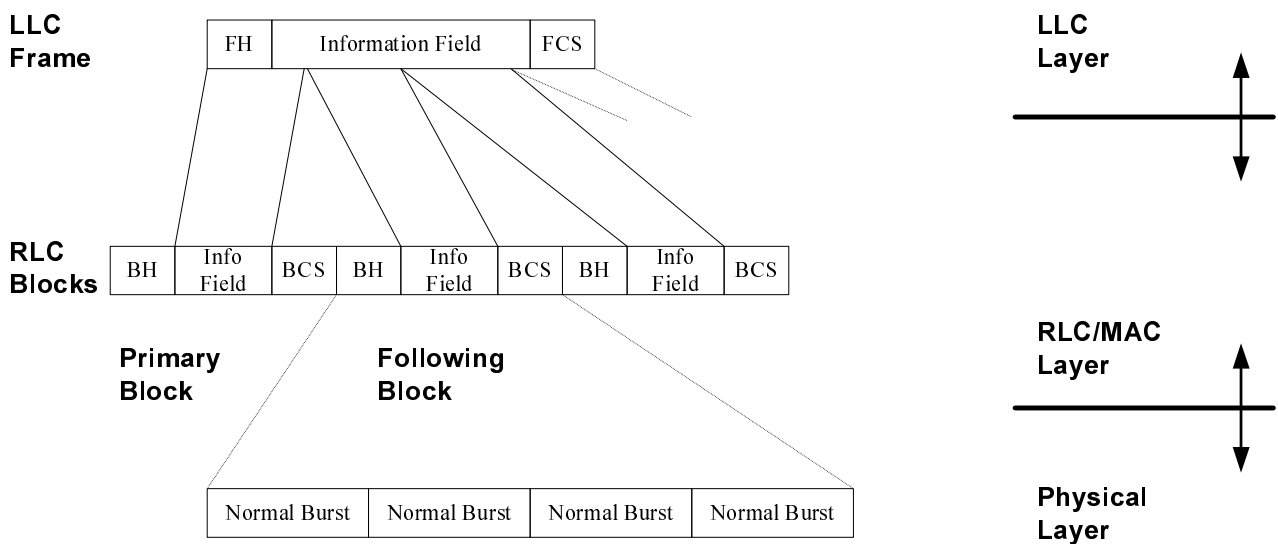 LLC
Frame
FH
Information Field
FCS
LLC
Layer
RLC
Blocks
BH
Info
Field
BCS
BH
Info
Field
BCS
BH
Info
Field
BCS
Primary
Block
Following
Block
RLC/MAC
Layer
Normal Burst
Normal Burst
Normal Burst
Normal Burst
Physical
Layer